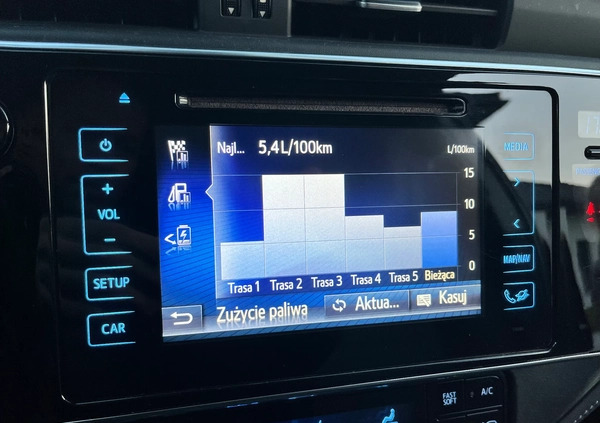 Najl... 5,4L/100km
L/100km
15
10
5
0
Trasa 1 Trasa 2 Trasa 3 Trasa 4 Trasa 5 Bieżąca
Zużycie paliwa
Aktua...
Kasuj
VOL
SETUP
CAR
MEDIA
MAP/NAV
FAST
SOFT
A/C